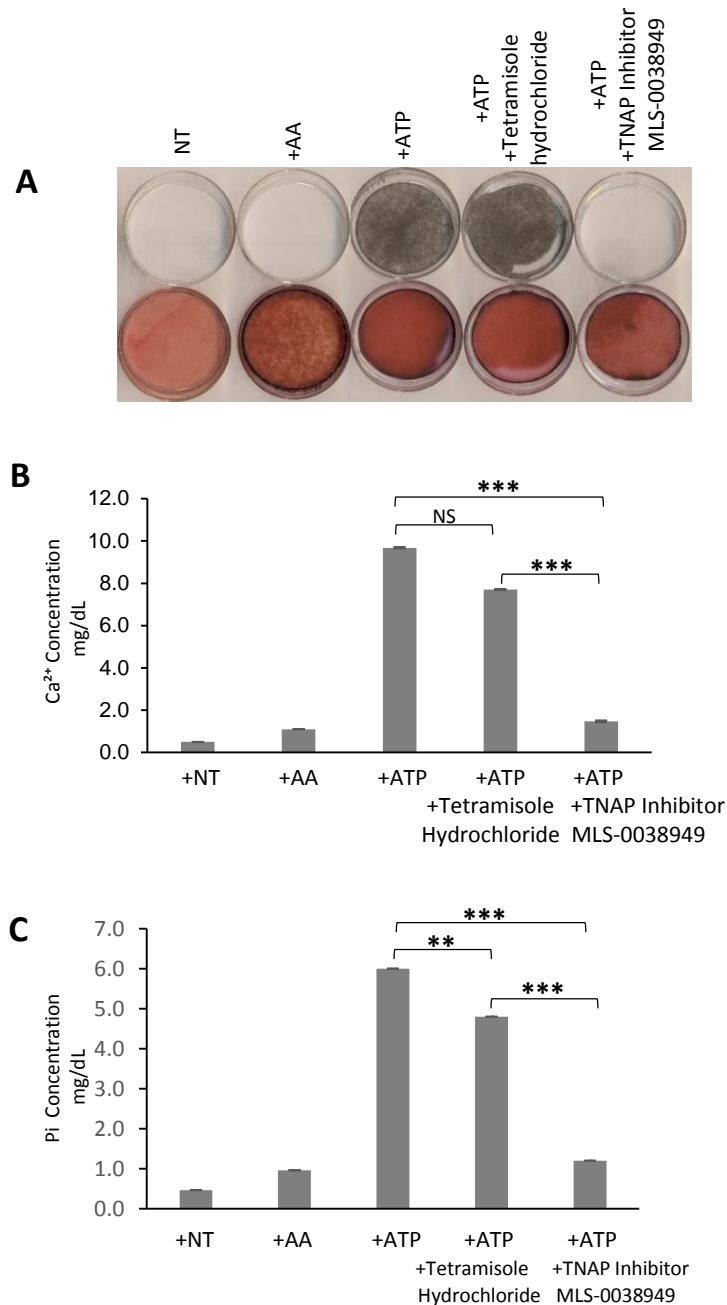 A
NT
+AA
+ATP
+ATP
+Tetramisole
hydrochloride
+ATP
+TNAP Inhibitor
MLS-0038949
B
Ca²⁺ Concentration
mg/dL
12.0
10.0
8.0
6.0
4.0
2.0
0.0
***
NS
***
+NT +AA +ATP +ATP +ATP
+Tetramisole +TNAP Inhibitor
Hydrochloride MLS-0038949
C
Pi Concentration
mg/dL
7.0
6.0
5.0
4.0
3.0
2.0
1.0
0.0
***
**
***
+NT +AA +ATP +ATP +ATP
+Tetramisole +TNAP Inhibitor
Hydrochloride MLS-0038949